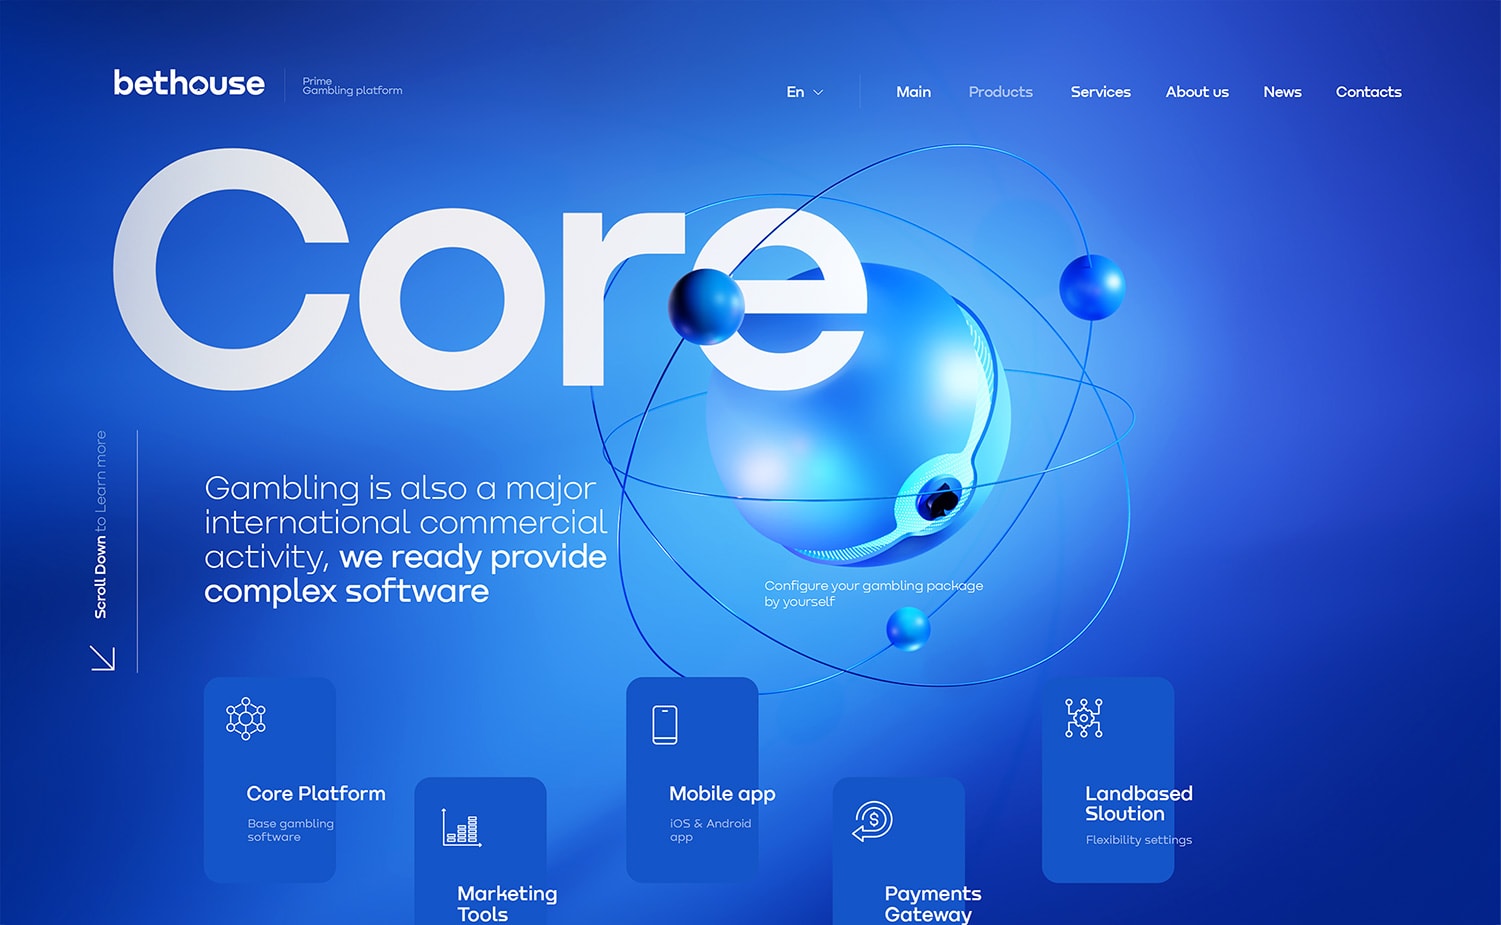 bethouse
Prime
Gambling platform
En
Main
Products
Services
About us
News
Contacts
Core
Scroll Down to Learn more
Gambling is also a major
international commercial
activity, we ready provide
complex software
Configure your gambling package
by yourself
Core Platform
Base gambling
software
Marketing
Tools
Mobile app
iOS & Android
app
Payments
Gateway
Landbased
Sloution
Flexibility settings